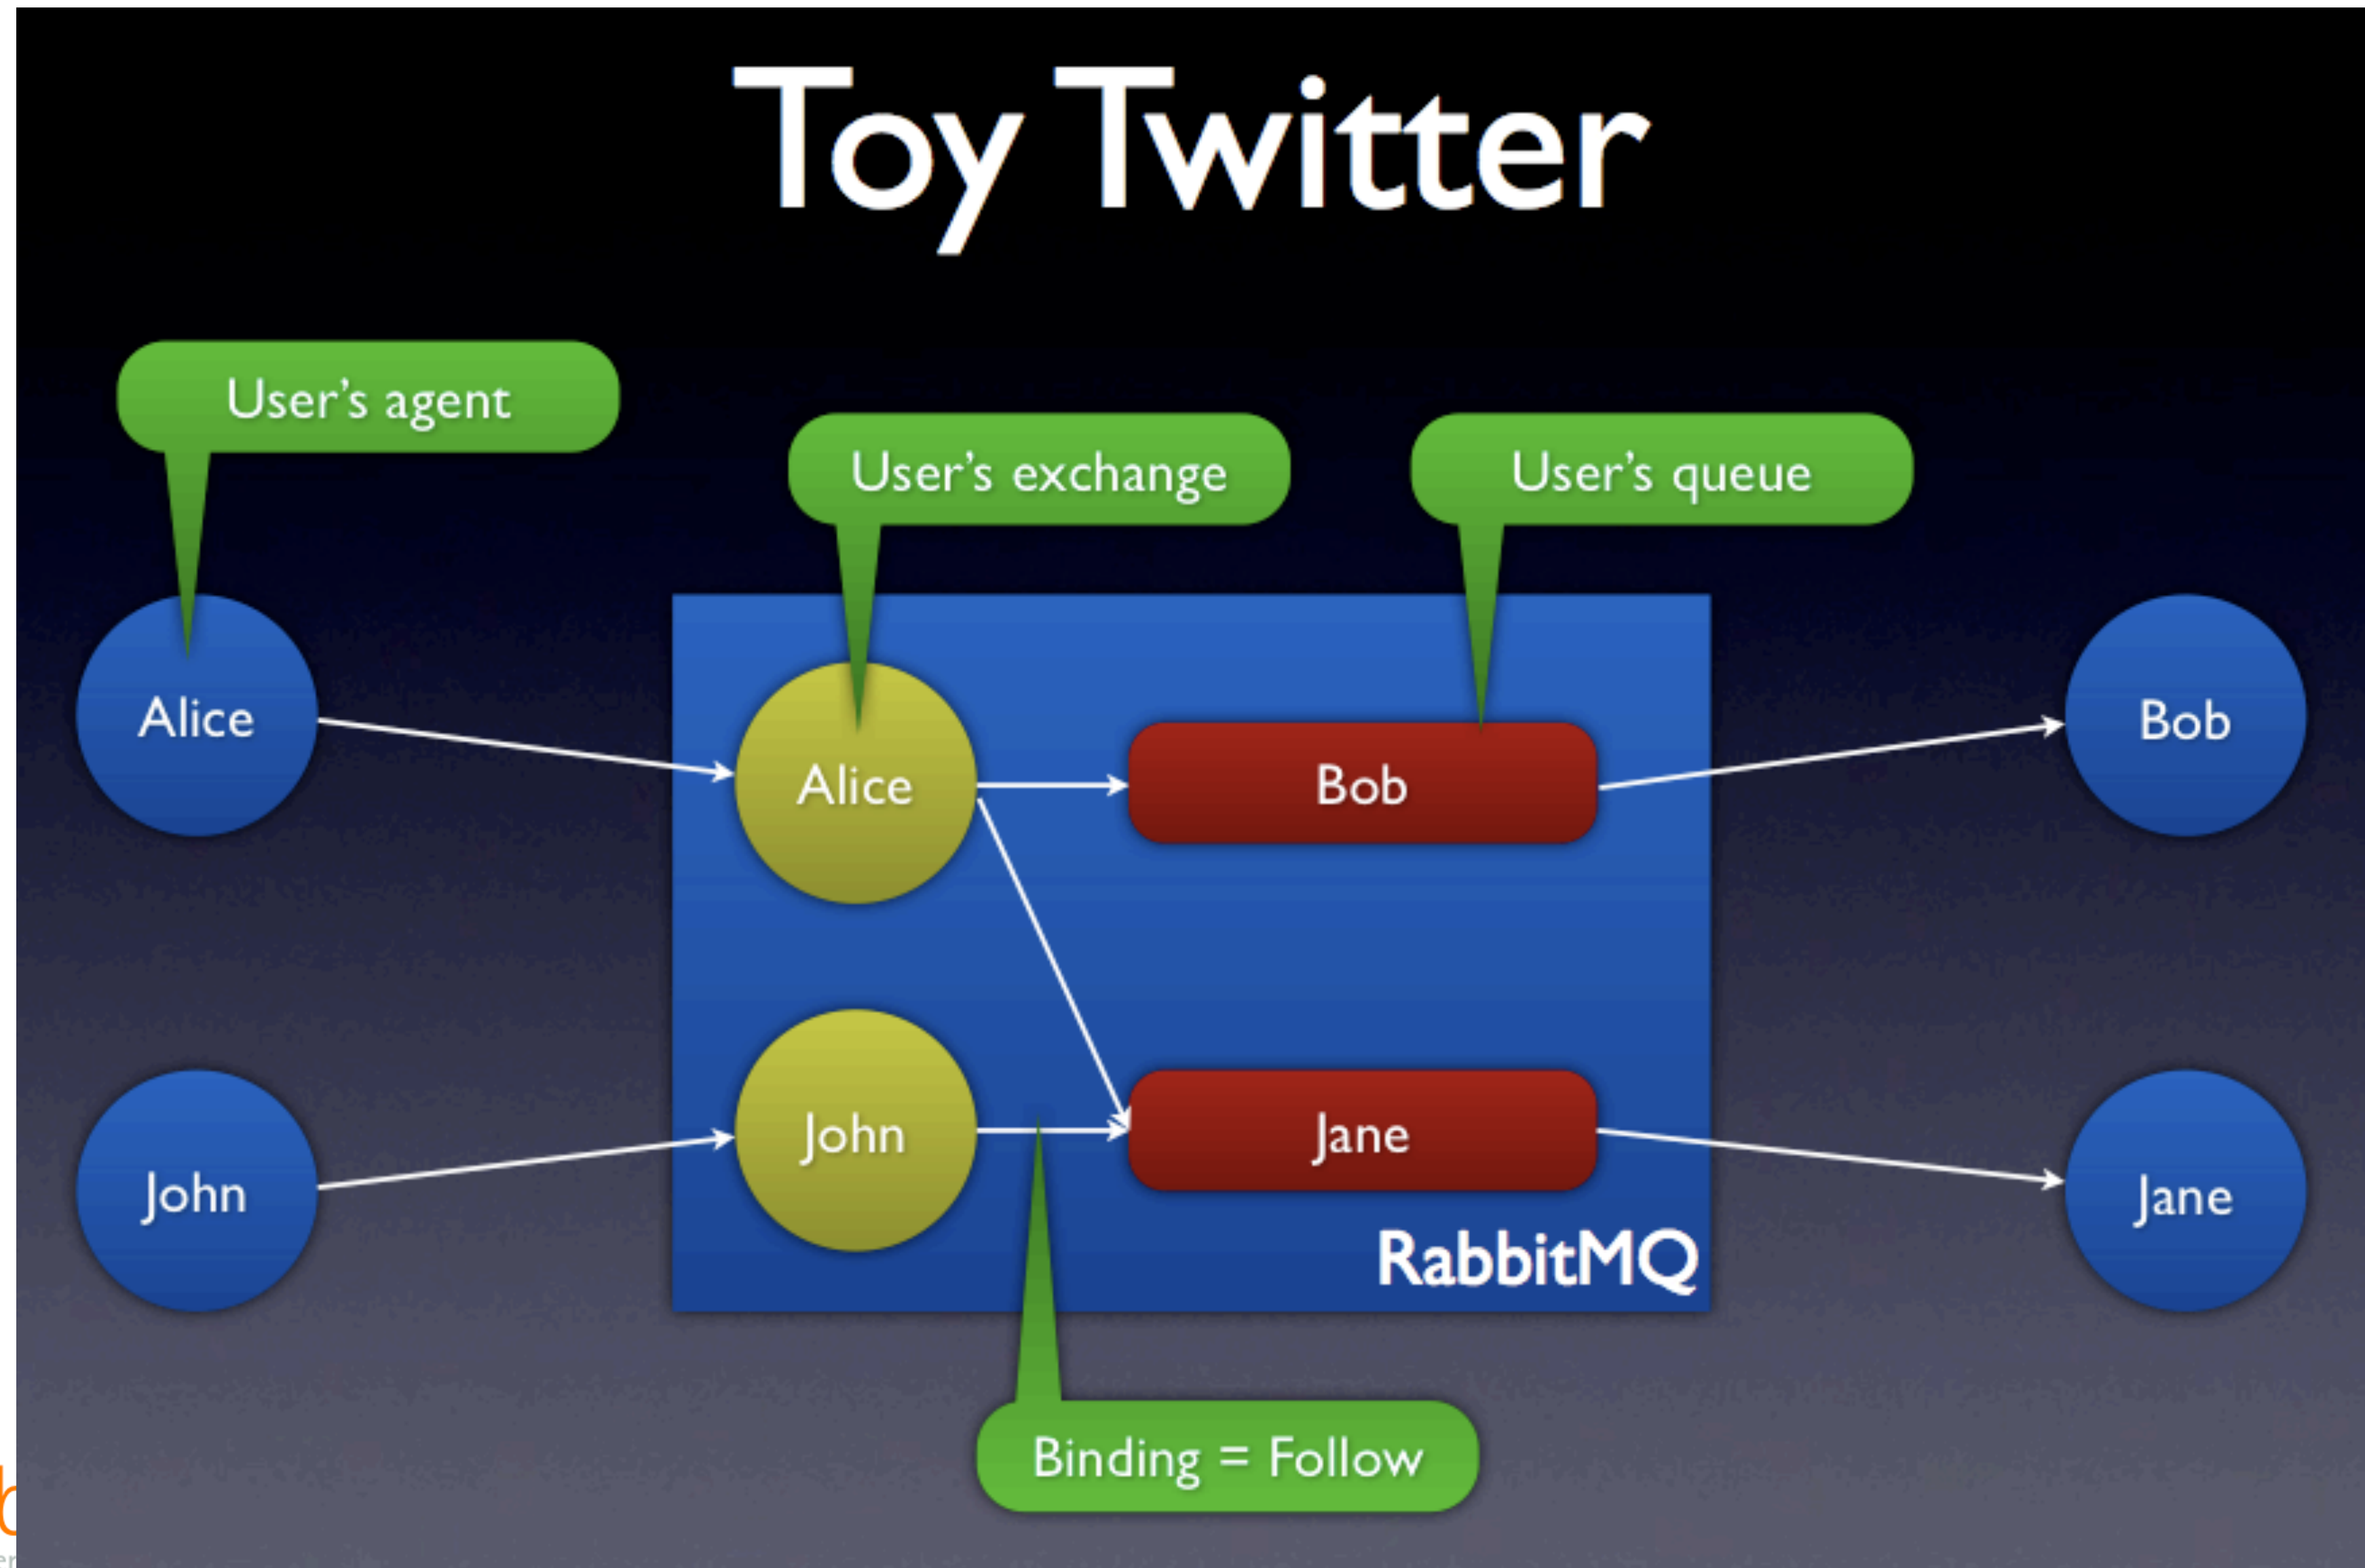 Toy Twitter
User's agent
User's exchange
User's queue
Alice
Alice
Bob
Bob
John
John
Jane
Jane
RabbitMQ
Binding = Follow